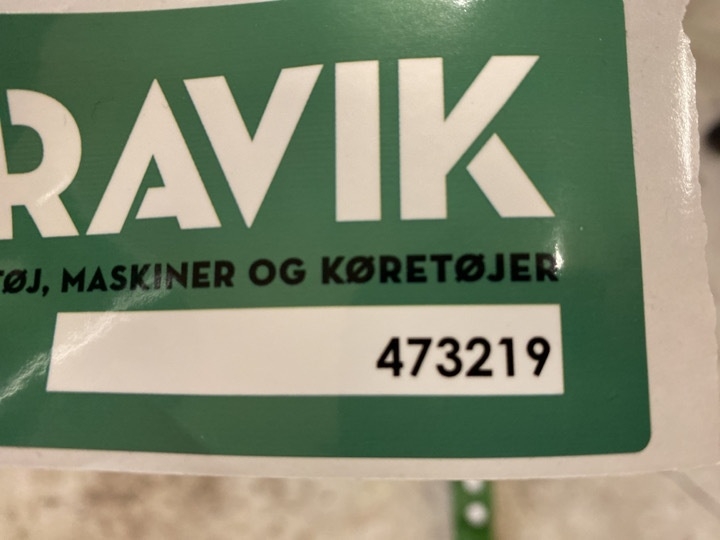 RAVIK
TØJ, MASKINER OG KØRETØJER
473219